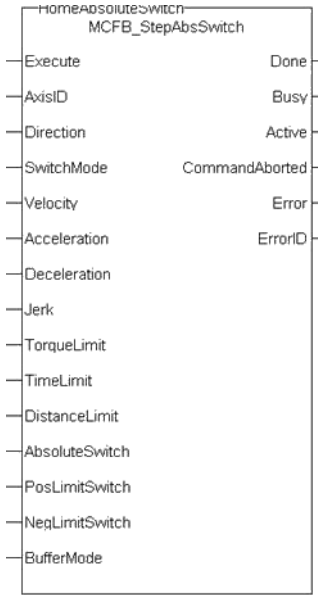 HomeAbsoluteSwitch
MCFB_StepAbsSwitch
Execute Done
AxisID Busy
Direction Active
SwitchMode CommandAborted
Velocity Error
Acceleration ErrorID
Deceleration
Jerk
TorqueLimit
TimeLimit
DistanceLimit
AbsoluteSwitch
PosLimitSwitch
NegLimitSwitch
BufferMode